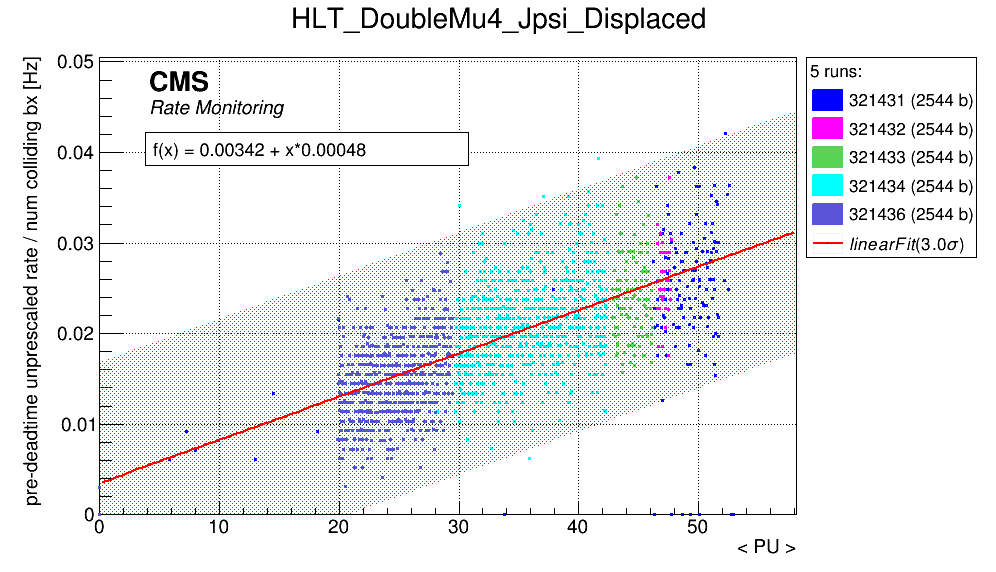 HLT_DoubleMu4_Jpsi_Displaced
pre-deadtime unprescaled rate / num colliding bx [Hz]
0.05
0.04
0.03
0.02
0.01
0
CMS
Rate Monitoring
f(x) = 0.00342 + x*0.00048
0 10 20 30 40 50
< PU >
5 runs:
321431 (2544 b)
321432 (2544 b)
321433 (2544 b)
321434 (2544 b)
321436 (2544 b)
linearFit(3.0σ)